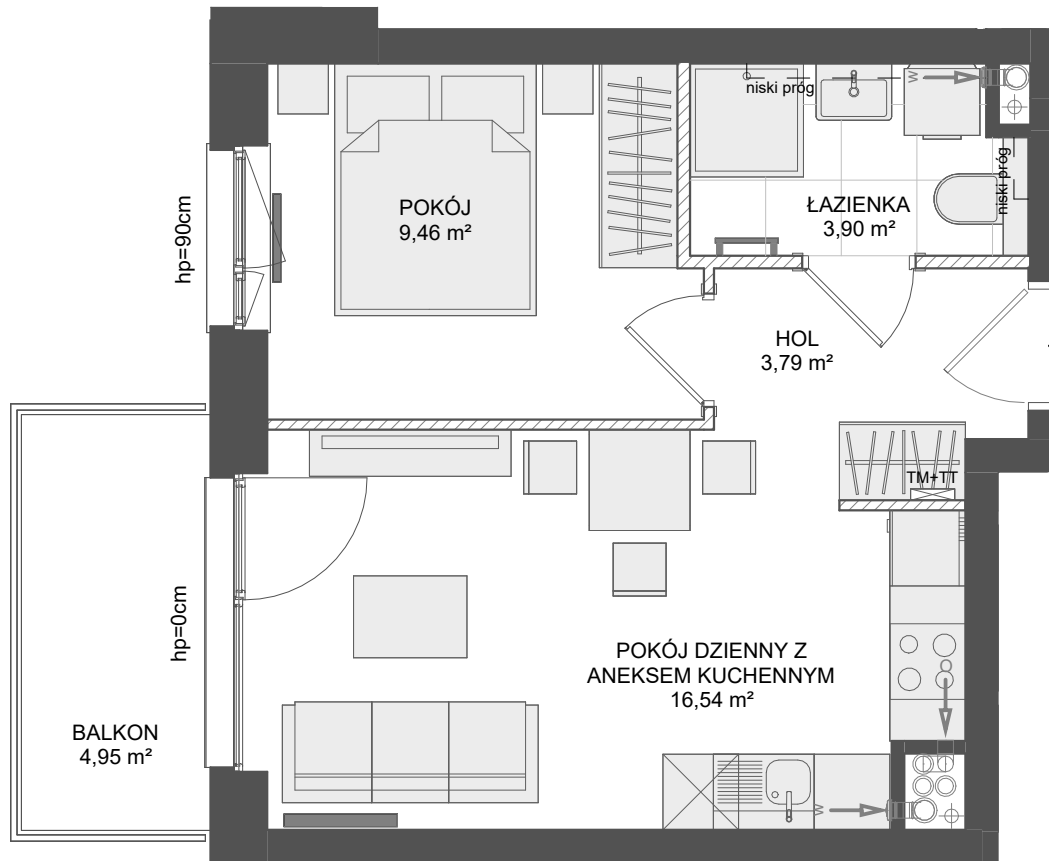 niski próg
W
niski próg
POKÓJ
9,46 m²
ŁAZIENKA
3,90 m²
hp=90cm
HOL
3,79 m²
TM+TT
hp=0cm
POKÓJ DZIENNY Z
ANEKSEM KUCHENNYM
16,54 m²
O
BALKON
4,95 m²
W